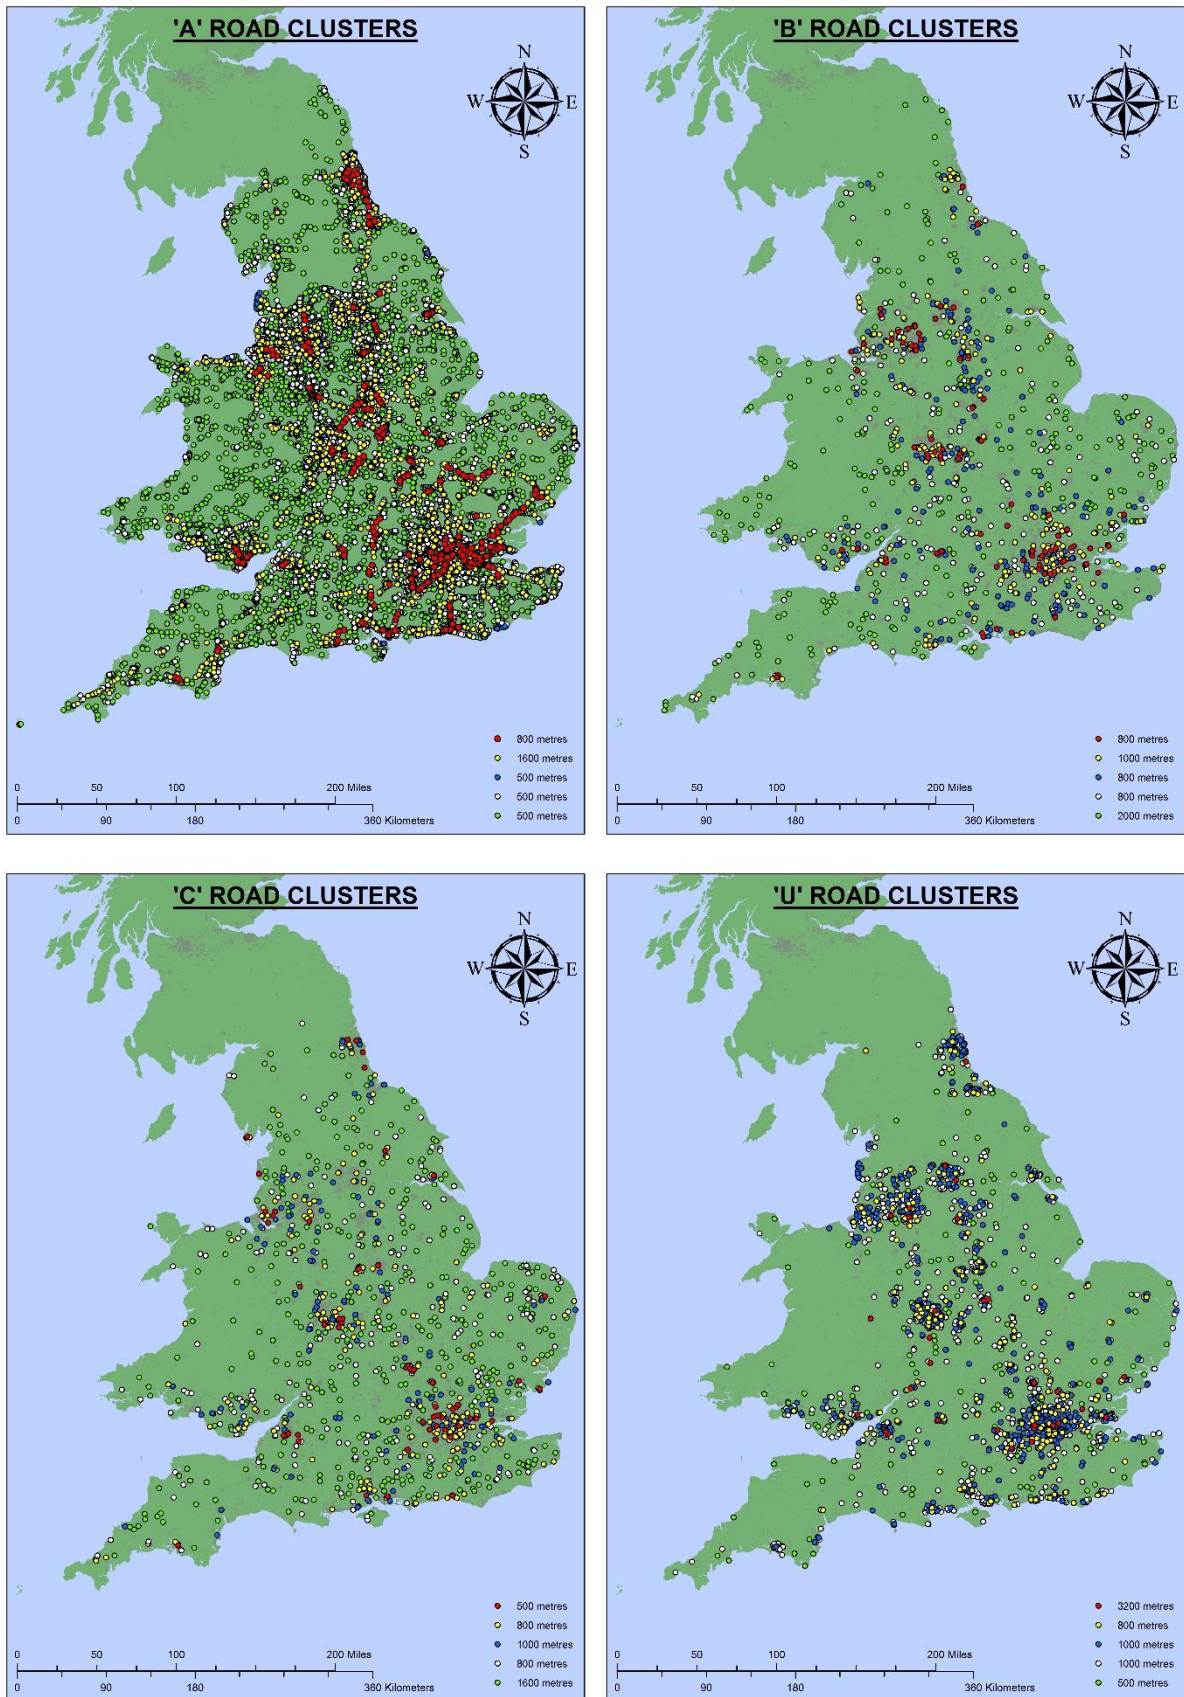 'A' ROAD CLUSTERS
N
W E
S
800 metres
1600 metres
500 metres
500 metres
500 metres
0 50 100 200 Miles
0 90 180 360 Kilometers
'B' ROAD CLUSTERS
N
W E
S
800 metres
1000 metres
800 metres
800 metres
2000 metres
0 50 100 200 Miles
0 90 180 360 Kilometers
'C' ROAD CLUSTERS
N
W E
S
500 metres
800 metres
1000 metres
800 metres
1600 metres
0 50 100 200 Miles
0 90 180 360 Kilometers
'U' ROAD CLUSTERS
N
W E
S
3200 metres
800 metres
1000 metres
1000 metres
500 metres
0 50 100 200 Miles
0 90 180 360 Kilometers